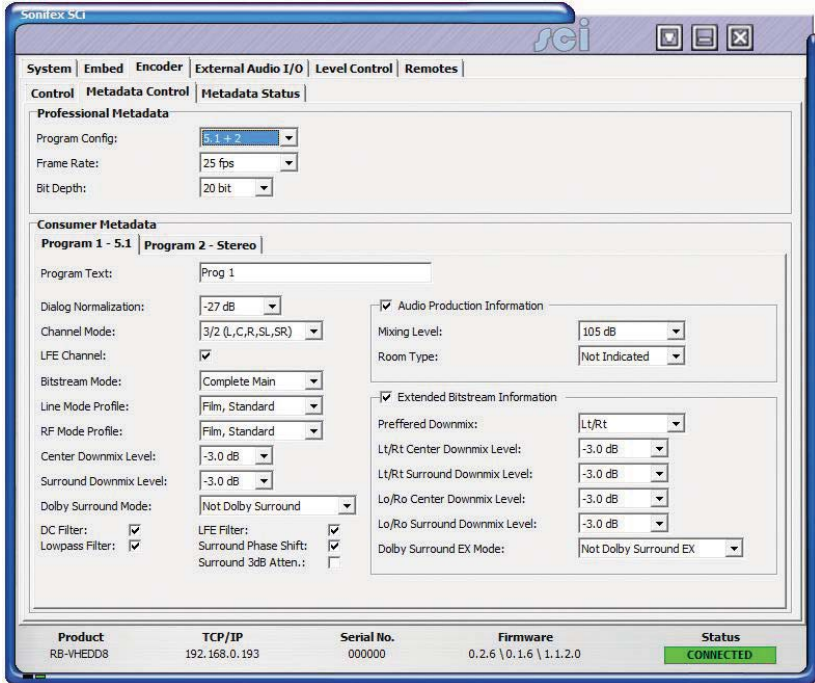 Sonifex SCi
sci
System Embed Encoder External Audio I/O Level Control Remotes
Control Metadata Control Metadata Status
Professional Metadata
Program Config: 5.1 + 2
Frame Rate: 25 fps
Bit Depth: 20 bit
Consumer Metadata
Program 1 - 5.1 Program 2 - Stereo
Program Text: Prog 1
Dialog Normalization: -27 dB
Channel Mode: 3/2 (L,C,R,SL,SR)
LFE Channel:
Bitstream Mode: Complete Main
Line Mode Profile: Film, Standard
RF Mode Profile: Film, Standard
Center Downmix Level: -3.0 dB
Surround Downmix Level: -3.0 dB
Dolby Surround Mode: Not Dolby Surround
DC Filter: LFE Filter:
Lowpass Filter: Surround Phase Shift:
Surround 3dB Atten.:
Audio Production Information
Mixing Level: 105 dB
Room Type: Not Indicated
Extended Bitstream Information
Preffered Downmix: Lt/Rt
Lt/Rt Center Downmix Level: -3.0 dB
Lt/Rt Surround Downmix Level: -3.0 dB
Lo/Ro Center Downmix Level: -3.0 dB
Lo/Ro Surround Downmix Level: -3.0 dB
Dolby Surround EX Mode: Not Dolby Surround EX
Product TCP/IP Serial No. Firmware Status
RB-VHEDD8 192.168.0.193 000000 0.2.6 \ 0.1.6 \ 1.1.2.0 CONNECTED